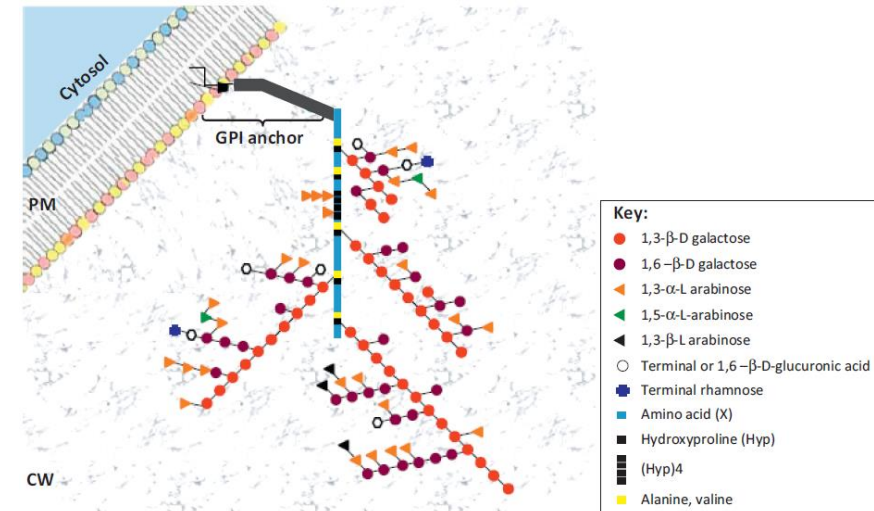 Cytosol
GPI anchor
PM
CW
Key:
1,3-β-D galactose
1,6 –β-D galactose
1,3-α-L arabinose
1,5-α-L-arabinose
1,3-β-L arabinose
Terminal or 1,6 –β-D-glucuronic acid
Terminal rhamnose
Amino acid (X)
Hydroxyproline (Hyp)
(Hyp)4
Alanine, valine